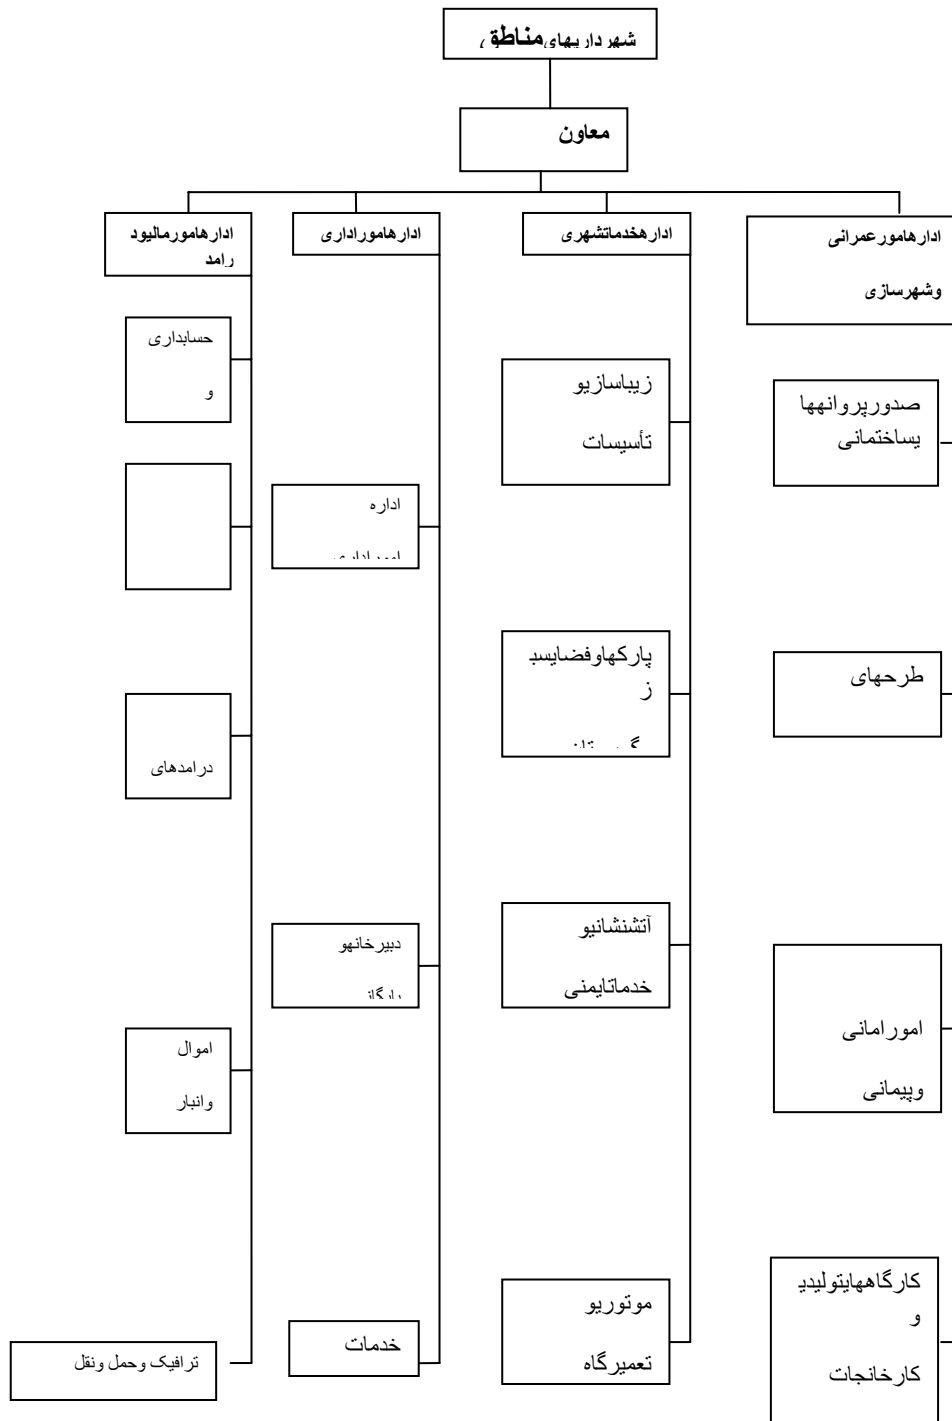 شهرداریهای مناطق
معاون
ادارهامورعمرانی
وشهرسازی
ادارهخدماتشهری
ادارهاموراداری
ادارهامورمالیود
رامد
صدورپروانهها
یساختمانی
طرحهای
امورامانی
وپیمانی
کارگاههایتولیدی
و
کارخانجات
زیباسازیو
تأسیسات
پارکهاوفضایسب
ز
آتشنشانیو
خدماتایمنی
موتوریو
تعمیرگاه
اداره
اموراداری
دبیرخانهو
خدمات
حسابداری
و
درامدهای
اموال
وانبار
ترافیک وحمل ونقل